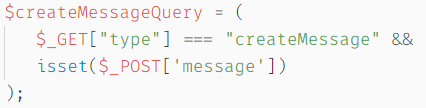 $createMessageQuery = (
    $_GET["type"] === "createMessage" &&
    isset($_POST['message'])
);